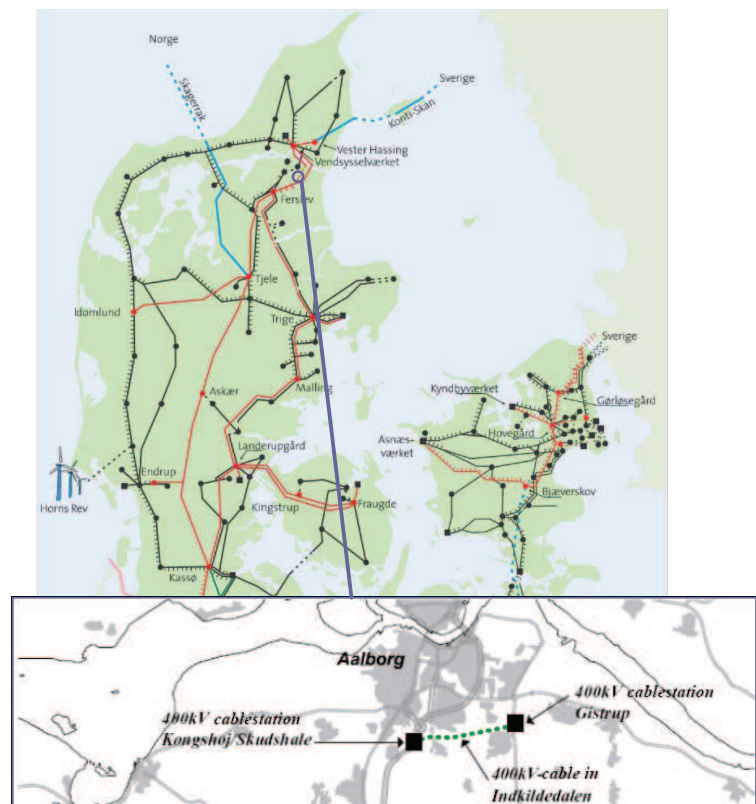 Norge
Sverige
Skagerrak
Konti-Skan
Vester Hassing
Vendsysselværket
Ferslev
Tjele
Idomlund
Trige
Sverige
Kyndbyværket
Askær
Malling
Gørløsegård
Asnæs-
værket
Hovegård
Landerupgård
Endrup
Horns Rev
Kingstrup
Fraugde
Bjæverskov
Kassø
Aalborg
400kV cablestation
Gistrup
400kV cablestation
Kongshøj/Skudshale
400kV-cable in
Indkildedalen